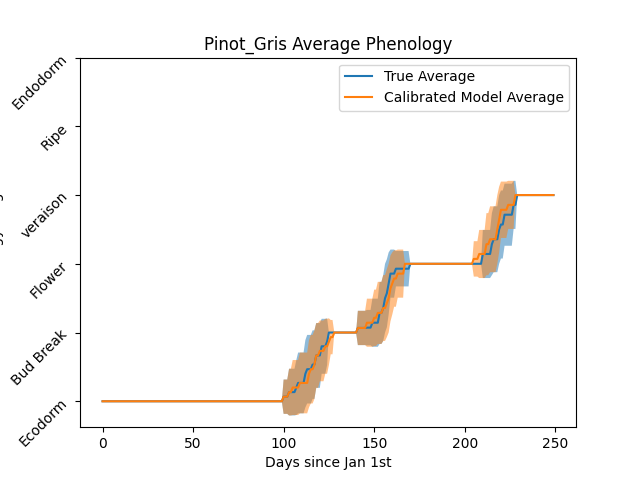 Pinot_Gris Average Phenology
True Average
Calibrated Model Average
Endodorm
Ripe
veraison
Flower
Bud Break
Ecodorm
0 50 100 150 200 250
Days since Jan 1st